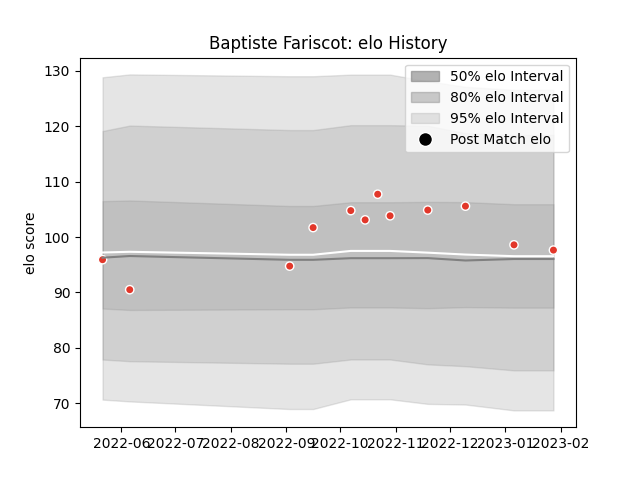 Baptiste Fariscot: elo History
50% elo Interval
80% elo Interval
95% elo Interval
Post Match elo
elo score
130
120
110
100
90
80
70
2022-06
2022-07
2022-08
2022-09
2022-10
2022-11
2022-12
2023-01
2023-02